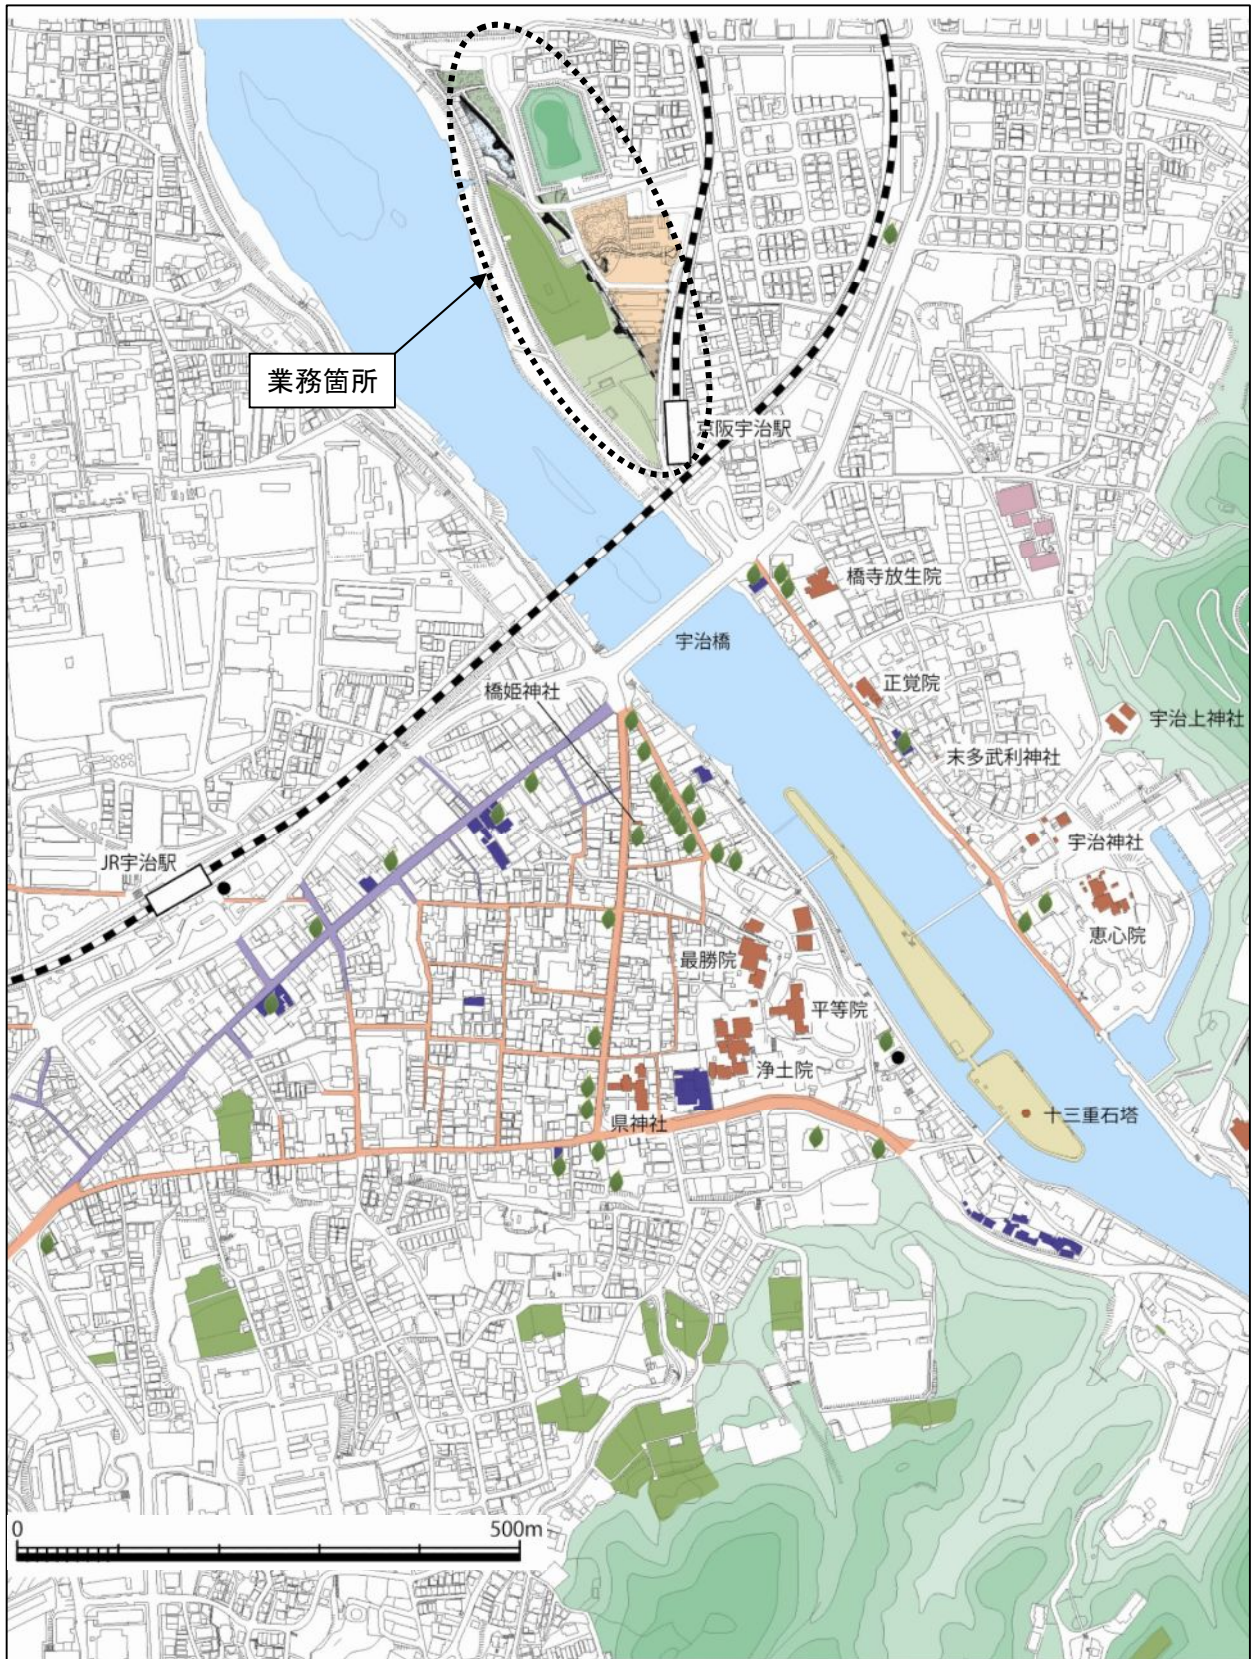 業務箇所
京阪宇治駅
橋寺放生院
宇治橋
正覚院
橋姫神社
宇治上神社
末多武利神社
宇治神社
JR宇治駅
恵心院
最勝院
平等院
浄土院
十三重石塔
県神社
0
500m